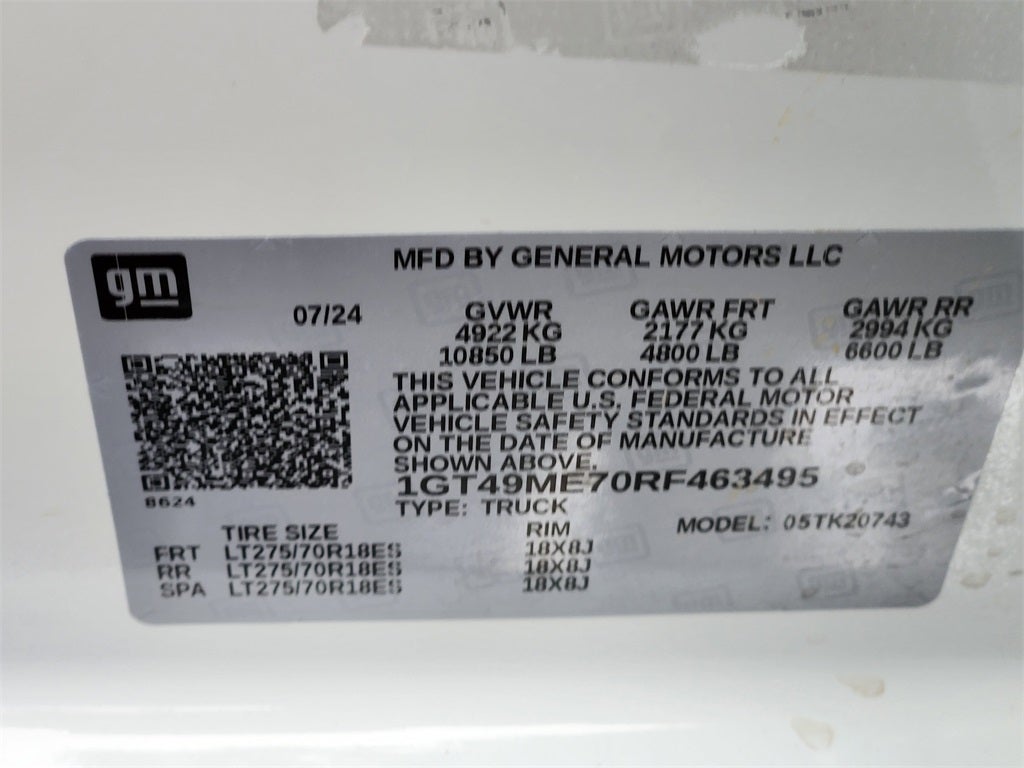 gm
MFD BY GENERAL MOTORS LLC
07/24 GVWR GAWR FRT GAWR RR
4922 KG 2177 KG 2994 KG
10850 LB 4800 LB 6600 LB
THIS VEHICLE CONFORMS TO ALL
APPLICABLE U.S. FEDERAL MOTOR
VEHICLE SAFETY STANDARDS IN EFFECT
ON THE DATE OF MANUFACTURE
SHOWN ABOVE.
1GT49ME70RF463495
8624
TYPE: TRUCK MODEL: 05TK20743
TIRE SIZE RIM
FRT LT275/70R18ES 18X8J
RR LT275/70R18ES 18X8J
SPA LT275/70R18ES 18X8J